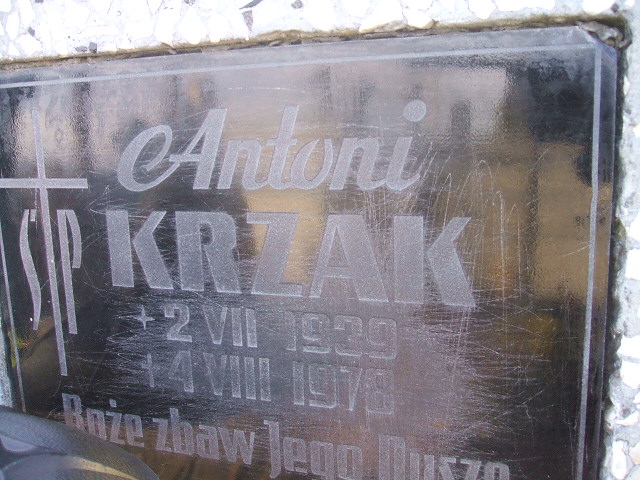 Antoni
ŚP KRZAK
+ 2 VII 1939
+ 4 VIII 1978
Boże zbaw Jego Duszę